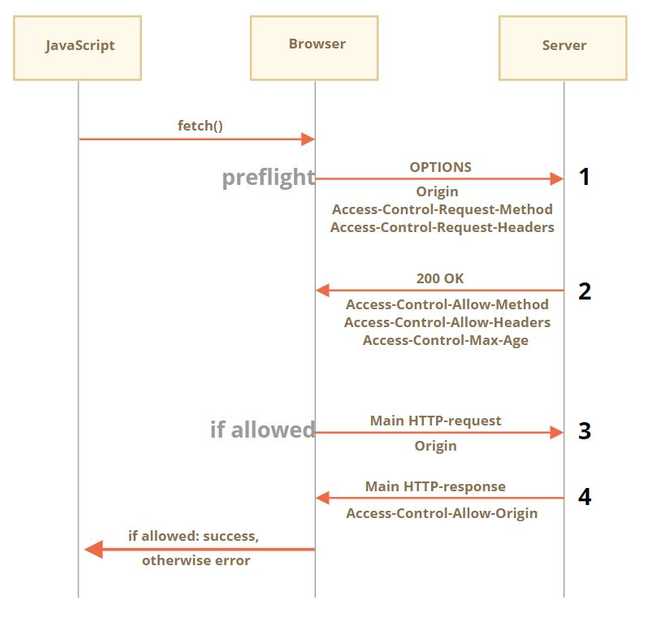 JavaScript
Browser
Server
fetch()
preflight
OPTIONS
1
Origin
Access-Control-Request-Method
Access-Control-Request-Headers
200 OK
2
Access-Control-Allow-Method
Access-Control-Allow-Headers
Access-Control-Max-Age
if allowed
Main HTTP-request
3
Origin
Main HTTP-response
4
Access-Control-Allow-Origin
if allowed: success,
otherwise error